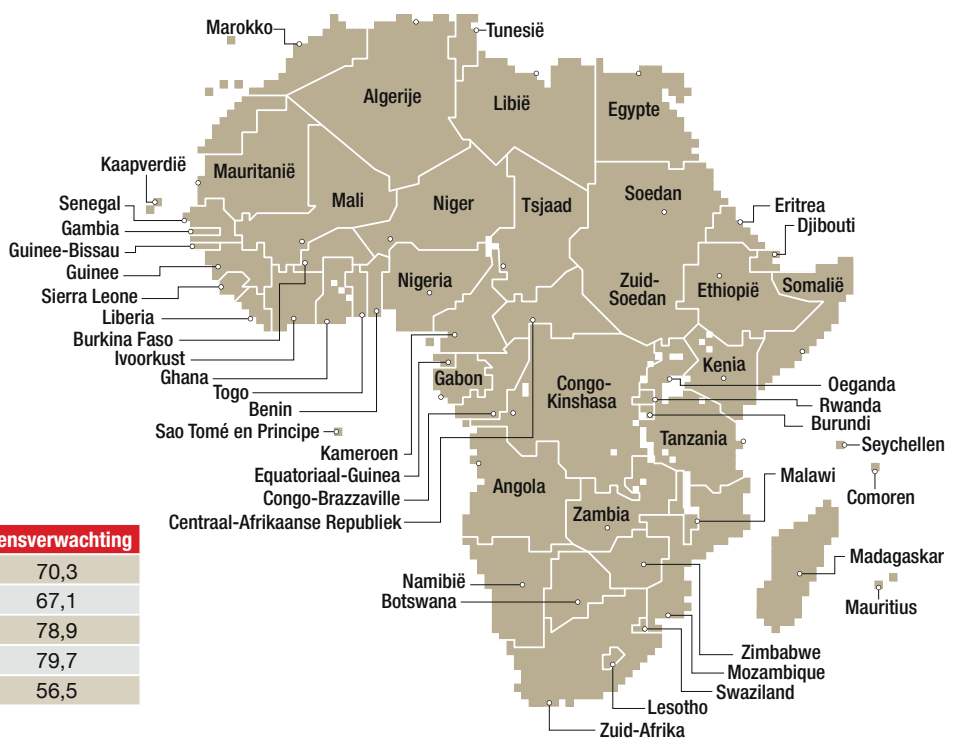 Marokko
Tunesië
Algerije
Libië
Egypte
Kaapverdië
Mauritanië
Mali
Niger
Tsjaad
Soedan
Senegal
Eritrea
Gambia
Djibouti
Guinee-Bissau
Guinee
Nigeria
Zuid-
Soedan
Ethiopië
Somalië
Sierra Leone
Liberia
Burkina Faso
Ivoorkust
Ghana
Togo
Benin
Gabon
Congo-
Kinshasa
Kenia
Oeganda
Rwanda
Burundi
Sao Tomé en Principe
Tanzania
Seychellen
Kameroen
Equatoriaal-Guinea
Congo-Brazzaville
Centraal-Afrikaanse Republiek
Angola
Zambia
Malawi
Comoren
ensverwachting
70,3
67,1
78,9
79,7
56,5
Namibië
Botswana
Madagaskar
Mauritius
Zimbabwe
Mozambique
Swaziland
Lesotho
Zuid-Afrika